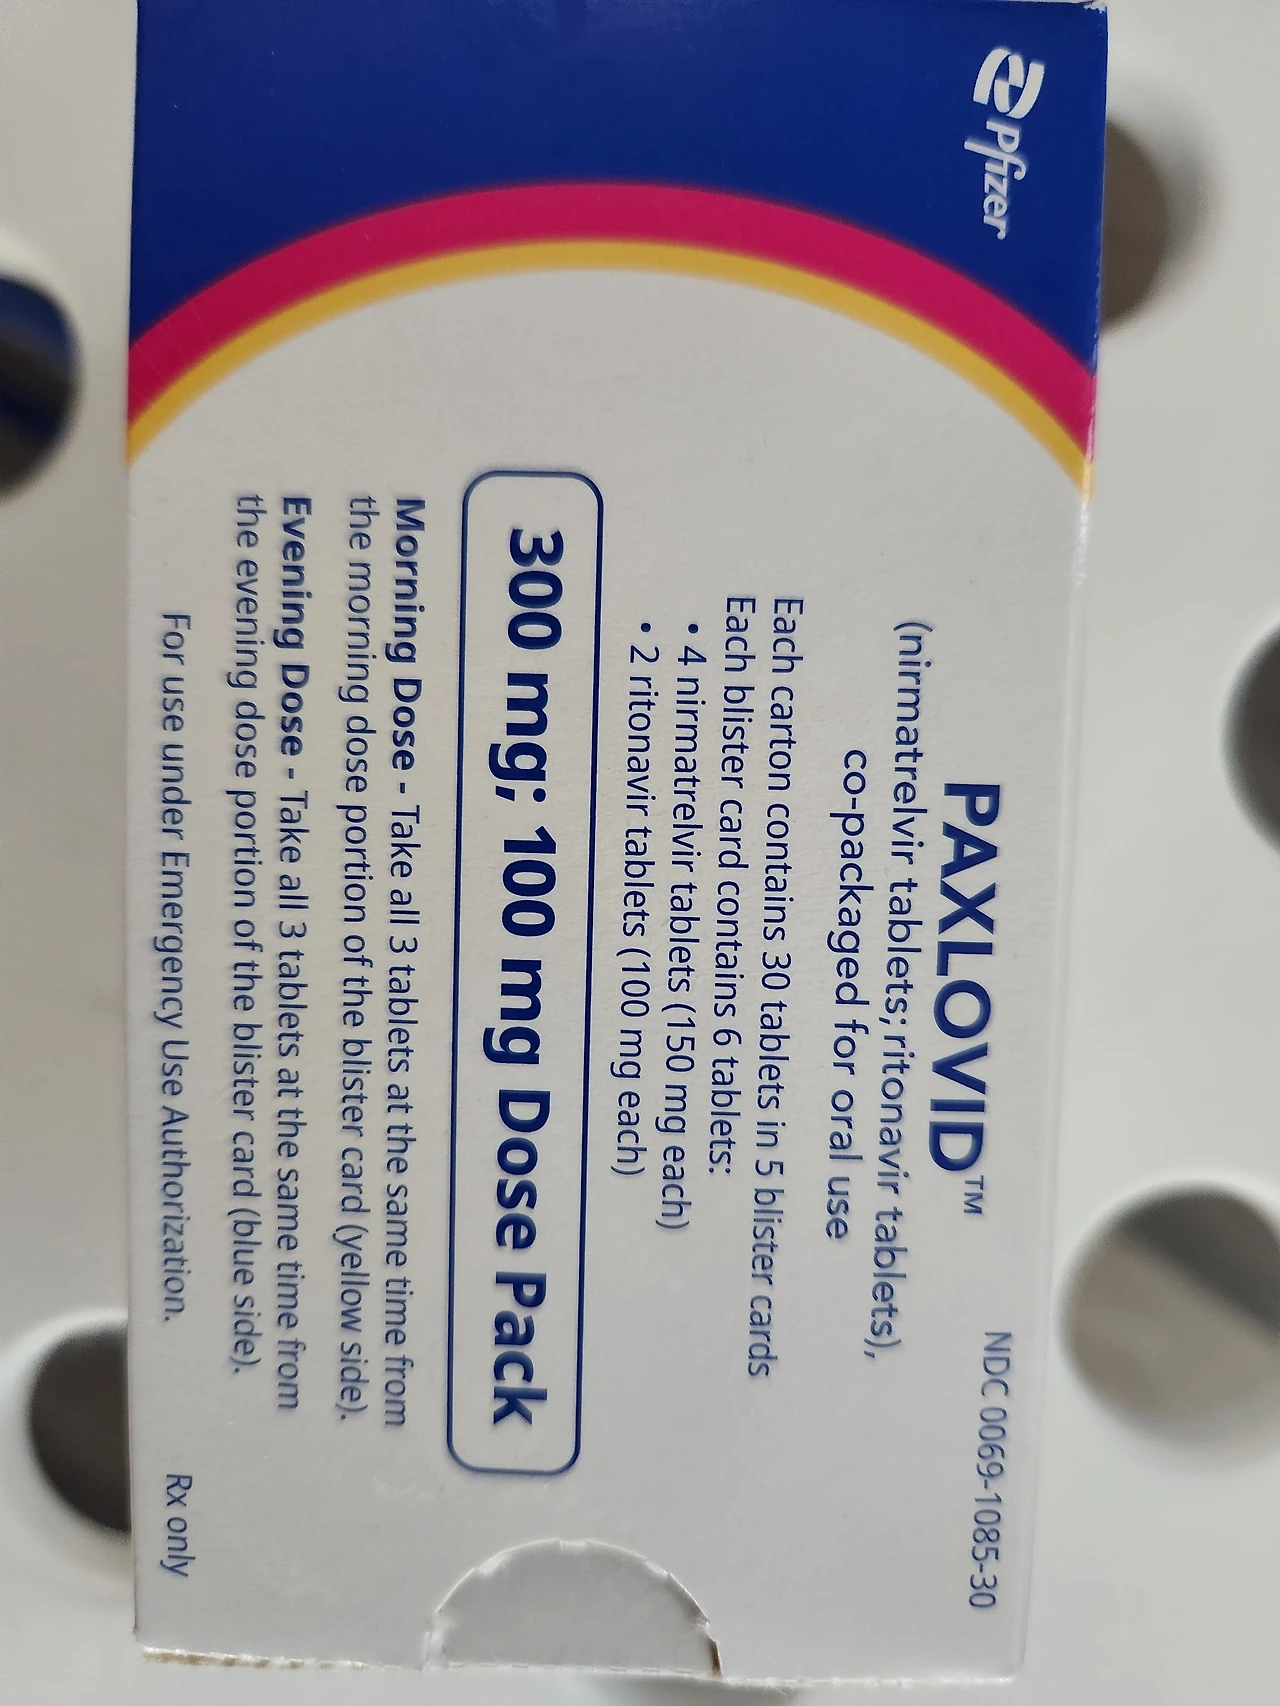 Pfizer
NDC 0069-1085-30
PAXLOVID™
(nirmatrelvir tablets; ritonavir tablets),
co-packaged for oral use
Each carton contains 30 tablets in 5 blister cards
Each blister card contains 6 tablets:
• 4 nirmatrelvir tablets (150 mg each)
• 2 ritonavir tablets (100 mg each)
300 mg; 100 mg Dose Pack
Morning Dose - Take all 3 tablets at the same time from
the morning dose portion of the blister card (yellow side).
Evening Dose - Take all 3 tablets at the same time from
the evening dose portion of the blister card (blue side).
For use under Emergency Use Authorization.
Rx only